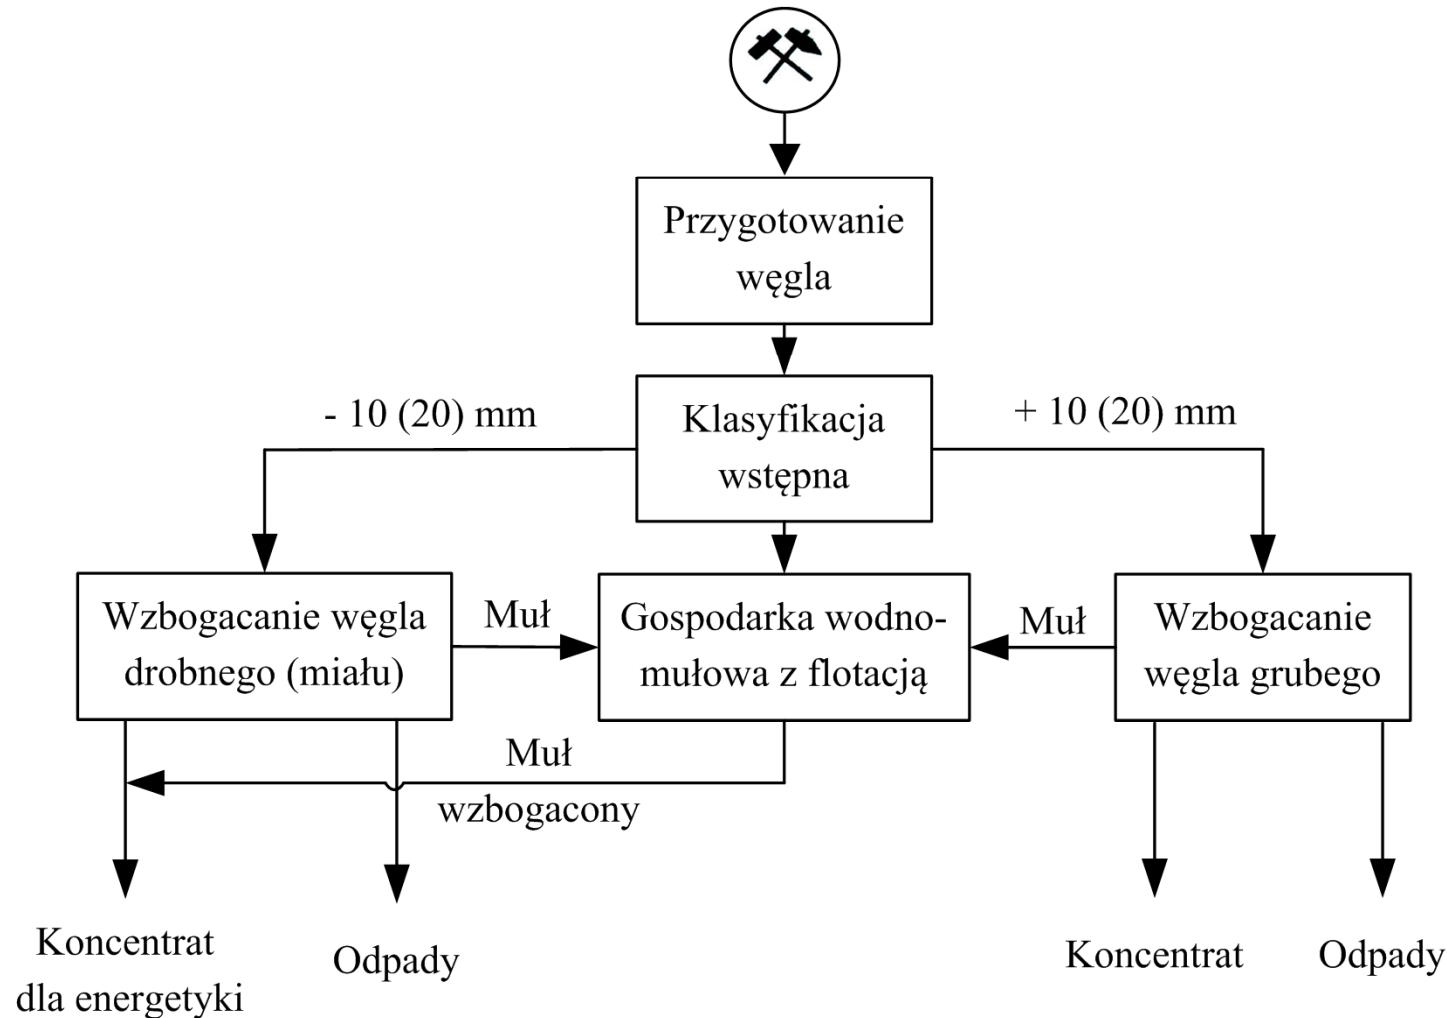 Przygotowanie
węgla
- 10 (20) mm
Klasyfikacja
wstępna
+ 10 (20) mm
Wzbogacanie węgla
drobnego (miału)
Muł
Gospodarka wodno-
mułowa z flotacją
Muł
Wzbogacanie
węgla grubego
Muł
wzbogacony
Koncentrat
dla energetyki
Odpady
Koncentrat
Odpady